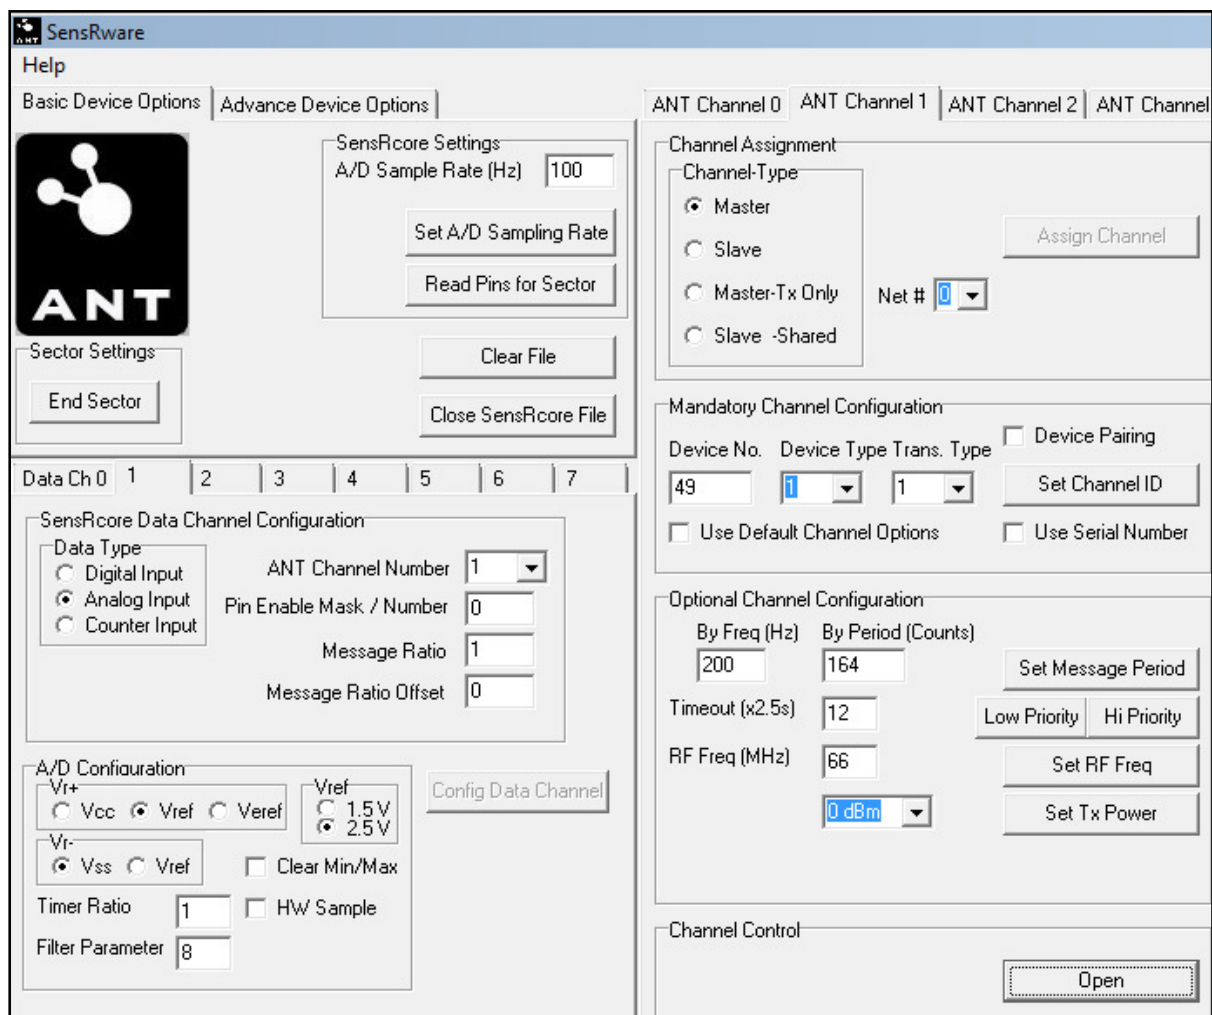 SensRware
Help
Basic Device Options
Advance Device Options
ANT
SensRcore Settings
A/D Sample Rate (Hz) 100
Set A/D Sampling Rate
Read Pins for Sector
Sector Settings
End Sector
Clear File
Close SensRcore File
Data Ch 0 1 2 3 4 5 6 7
SensRcore Data Channel Configuration
Data Type
Digital Input
Analog Input
Counter Input
ANT Channel Number 1
Pin Enable Mask / Number 0
Message Ratio 1
Message Ratio Offset 0
A/D Configuration
Vr+
Vcc Vref Veref
Vref
1.5 V
2.5 V
Config Data Channel
Vr-
Vss Vref
Clear Min/Max
Timer Ratio 1
HW Sample
Filter Parameter 8
ANT Channel 0 ANT Channel 1 ANT Channel 2 ANT Channel
Channel Assignment
Channel-Type
Master
Slave
Master-Tx Only
Slave -Shared
Net # 0
Assign Channel
Mandatory Channel Configuration
Device No. Device Type Trans. Type
49 1 1
Device Pairing
Set Channel ID
Use Default Channel Options
Use Serial Number
Optional Channel Configuration
By Freq (Hz) By Period (Counts)
200 164
Set Message Period
Timeout (x2.5s) 12
Low Priority Hi Priority
RF Freq (MHz) 66
Set RF Freq
0 dBm
Set Tx Power
Channel Control
Open